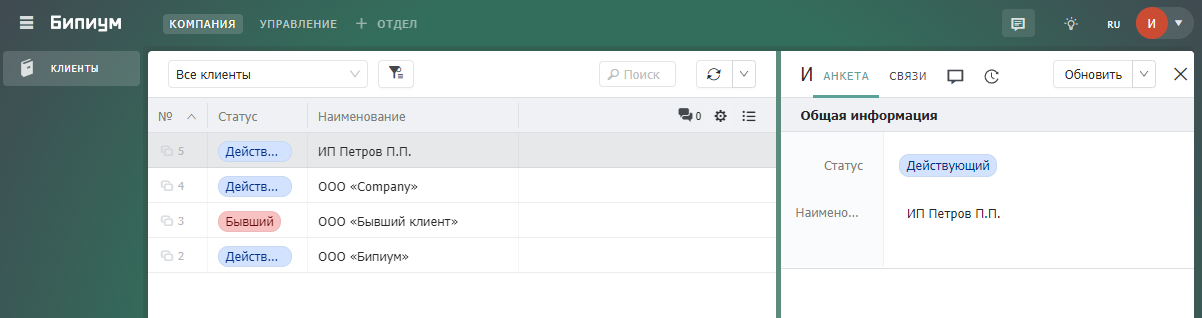 Бипиум КОМПАНИЯ УПРАВЛЕНИЕ + ОТДЕЛ RU И
КЛИЕНТЫ
Все клиенты Поиск
№ Статус Наименование 0
5 Действ... ИП Петров П.П.
4 Действ... ООО «Company»
3 Бывший ООО «Бывший клиент»
2 Действ... ООО «Бипиум»
И АНКЕТА СВЯЗИ Обновить
Общая информация
Статус Действующий
Наимено... ИП Петров П.П.